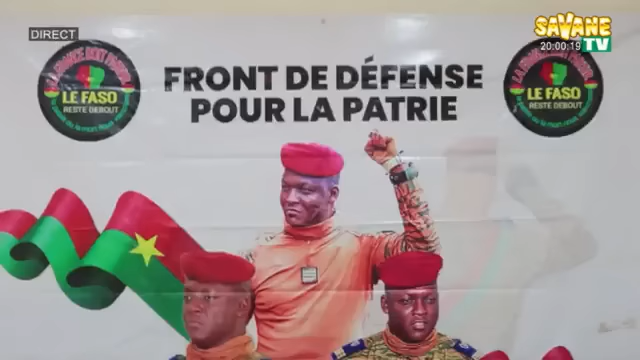 DIRECT
SAVANE
20:00:19 TV
FRONT DE DÉFENSE
POUR LA PATRIE
LE FASO
RESTE DEBOUT
LE FASO
RESTE DEBOUT